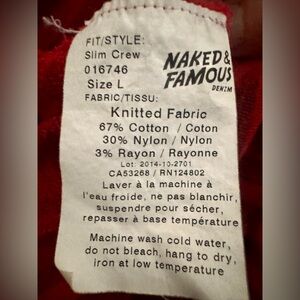 FIT/STYLE:
Slim Crew
016746
Size L
NAKED &
FAMOUS
DENIM
FABRIC/TISSU:
Knitted Fabric
67% Cotton / Coton
30% Nylon / Nylon
3% Rayon / Rayonne
Lot: 2014-10-2701
CA53268 / RN124802
Laver à la machine à
l'eau froide, ne pas blanchir,
suspendre pour sécher,
repasser à base température
Machine wash cold water,
do not bleach, hang to dry,
iron at low temperature